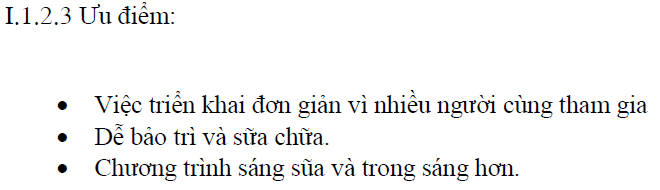 I.1.2.3 Ưu điểm:
• Việc triển khai đơn giản vì nhiều người cùng tham gia
• Dễ bảo trì và sữa chữa.
• Chương trình sáng sũa và trong sáng hơn.